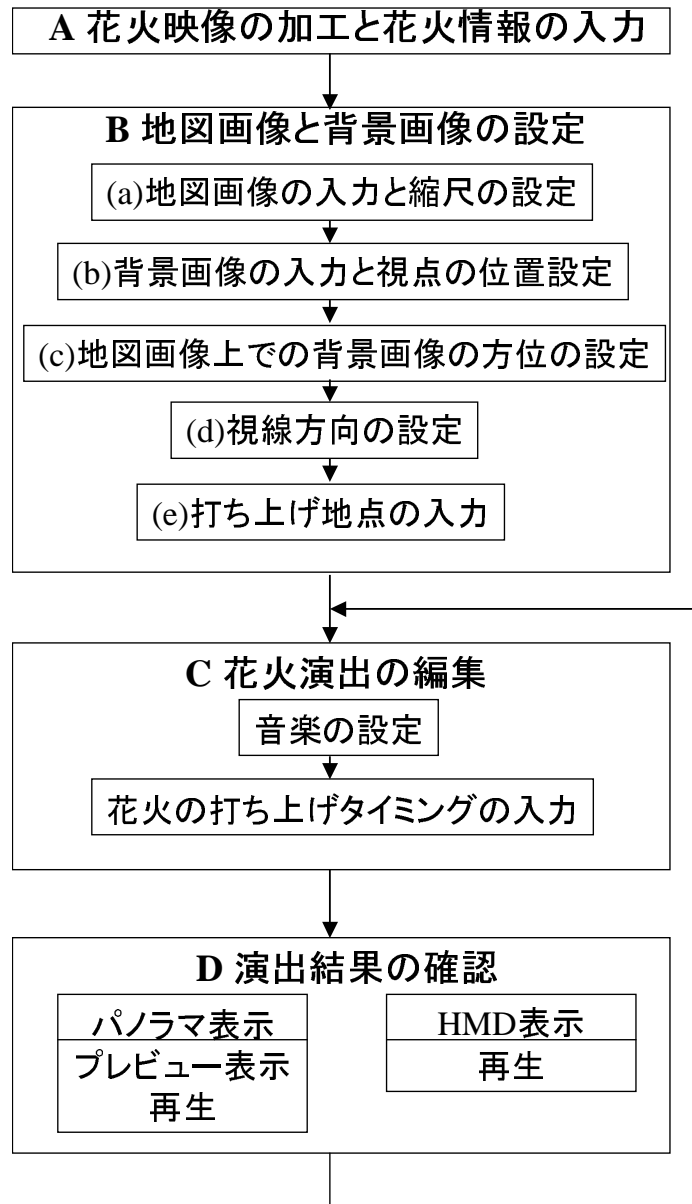 A 花火映像の加工と花火情報の入力
B 地図画像と背景画像の設定
(a)地図画像の入力と縮尺の設定
(b)背景画像の入力と視点の位置設定
(c)地図画像上での背景画像の方位の設定
(d)視線方向の設定
(e)打ち上げ地点の入力
C 花火演出の編集
音楽の設定
花火の打ち上げタイミングの入力
D 演出結果の確認
パノラマ表示
プレビュー表示
再生
HMD表示
再生